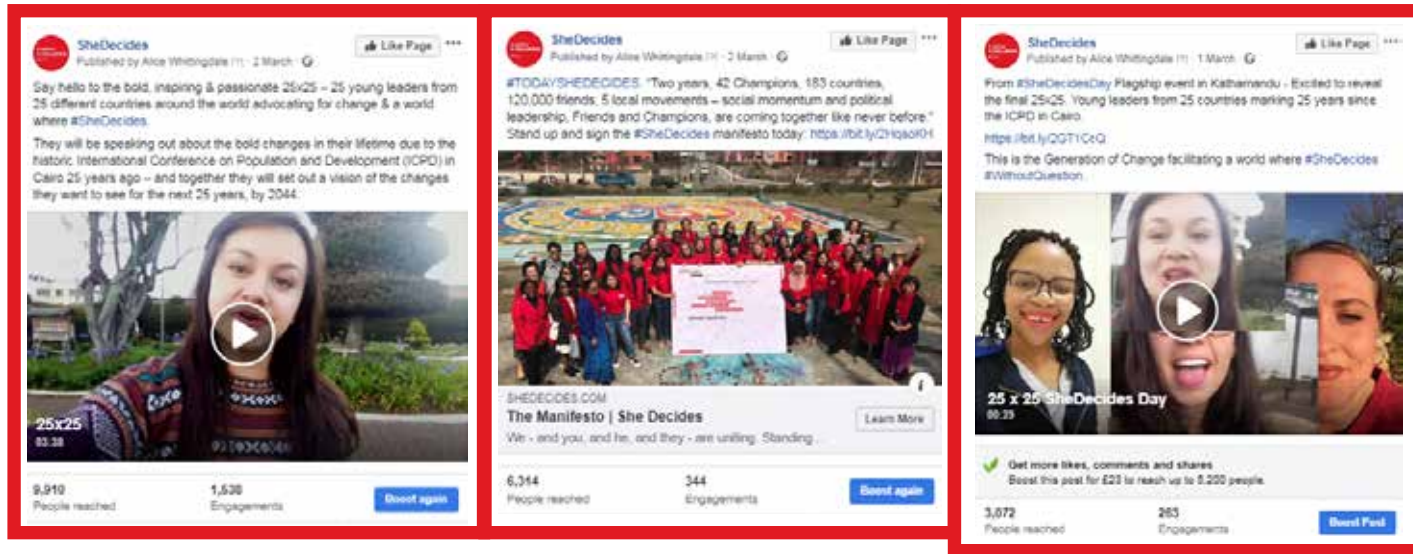 SheDecides
Like Page
Published by Alice Whittingdale · 2 March ·
Say hello to the bold, inspiring & passionate 25x25 – 25 young leaders from
25 different countries around the world advocating for change & a world
where #SheDecides.
They will be speaking out about the bold changes in their lifetime due to the
historic International Conference on Population and Development (ICPD) in
Cairo 25 years ago – and together they will set out a vision of the changes
they want to see for the next 25 years, by 2044.
25x25
03:38
9,910
People reached
1,538
Engagements
Boost again
SheDecides
Like Page
Published by Alice Whittingdale · 2 March ·
#TODAYSHEDECIDES. "Two years, 42 Champions, 183 countries,
120,000 friends, 5 local movements – social momentum and political
leadership, Friends and Champions, are coming together like never before."
Stand up and sign the #SheDecides manifesto today:
SHEDECIDES.COM
The Manifesto | She Decides
Learn More
We - and you, and he, and they - are uniting. Standing ...
6,314
People reached
344
Engagements
Boost again
SheDecides
Like Page
Published by Alice Whittingdale · 1 March ·
From #SheDecidesDay Flagship event in Kathamandu - Excited to reveal
the final 25x25. Young leaders from 25 countries marking 25 years since
the ICPD in Cairo.
This is the Generation of Change facilitating a world where #SheDecides
#WithoutQuestion.
25 x 25 SheDecides Day
00:25
Get more likes, comments and shares
Boost this post for £23 to reach up to 5,200 people.
3,072
People reached
263
Engagements
Boost Post